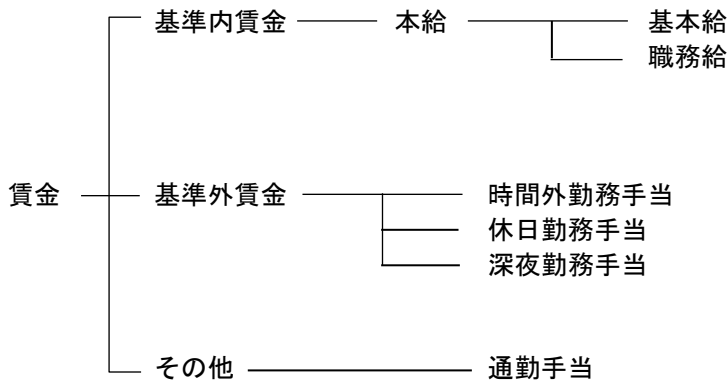 基準内賃金 本給 基本給
職務給
賃金 基準外賃金 時間外勤務手当
休日勤務手当
深夜勤務手当
その他 通勤手当